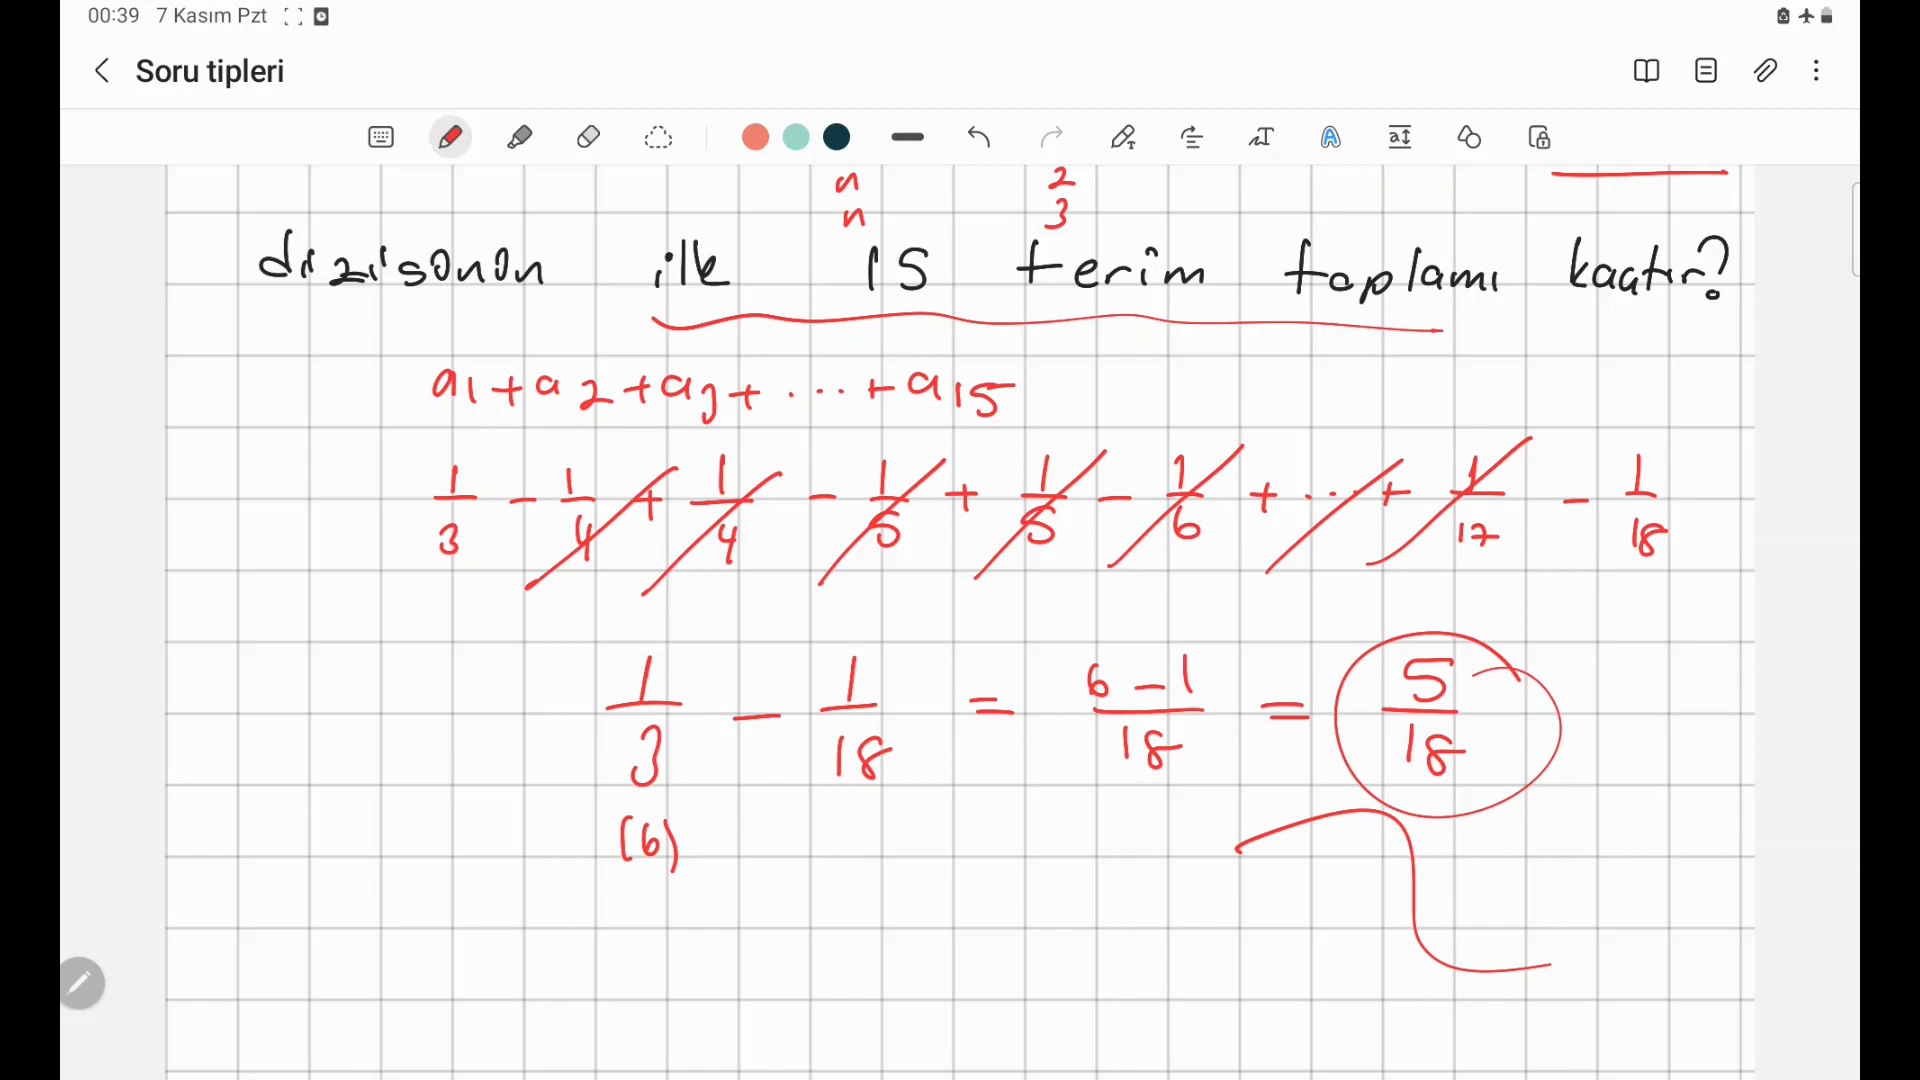 00:39 7 Kasım Pzt
Soru tipleri
n 2
n 3
dizisonon ilk 15 terim toplamı kaçtır?
a1 + a2 + a3 + ... + a15
1/3 - 1/4 + 1/4 - 1/5 + 1/5 - 1/6 + ... + 1/17 - 1/18
1/3 - 1/18 = 6-1/18 = 5/18
(6)